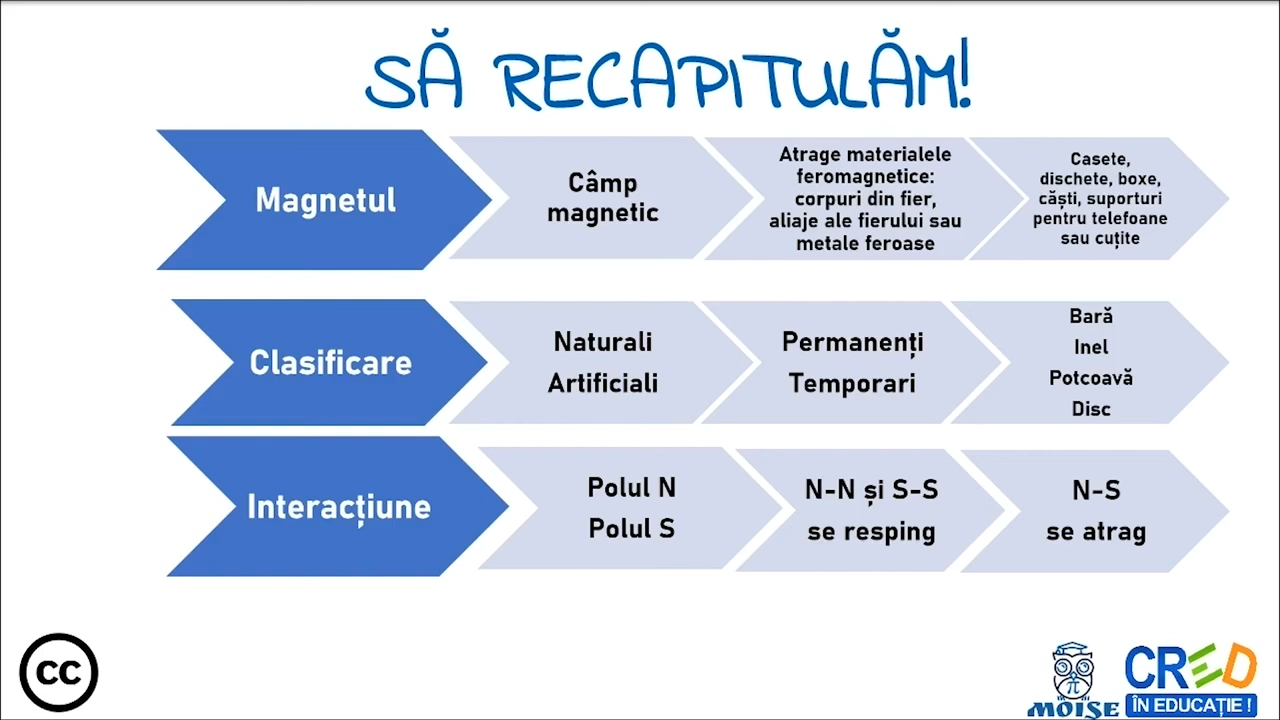 SĂ RECAPITULĂM!
Magnetul
Câmp
magnetic
Atrage materialele
feromagnetice:
corpuri din fier,
aliaje ale fierului sau
metale feroase
Casete,
dischete, boxe,
căști, suporturi
pentru telefoane
sau cuțite
Clasificare
Naturali
Artificiali
Permanenți
Temporari
Bară
Inel
Potcoavă
Disc
Interacțiune
Polul N
Polul S
N-N și S-S
se resping
N-S
se atrag
cc
π
MOISE
CRED
ÎN EDUCAȚIE !